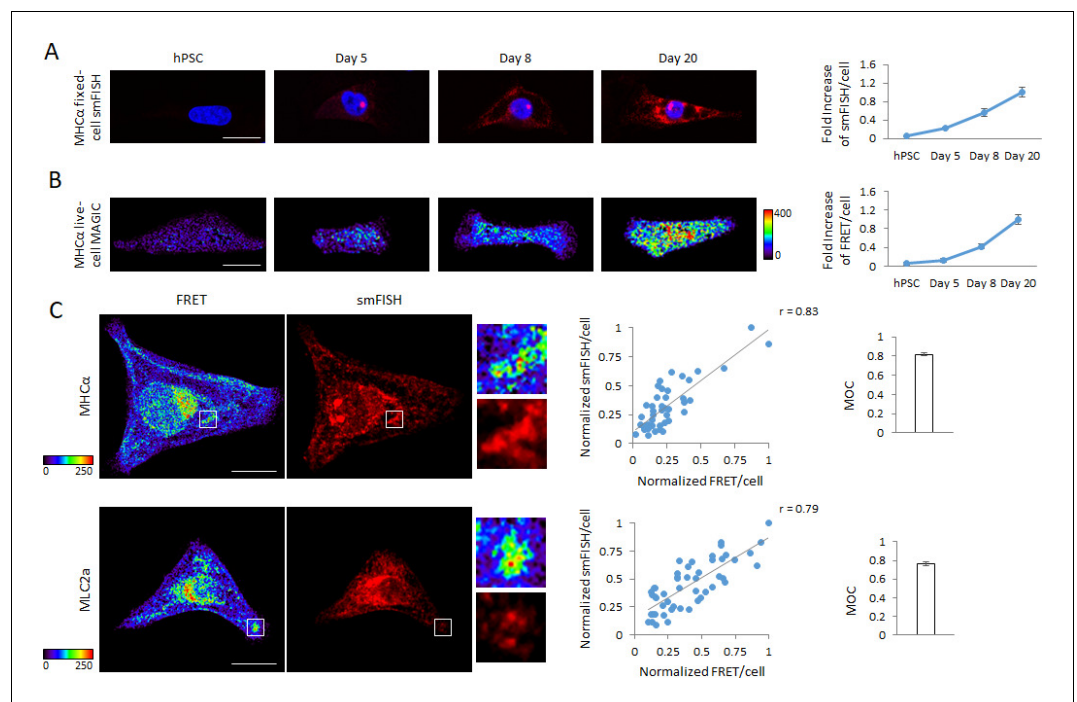 A
hPSC
Day 5
Day 8
Day 20
MHCα fixed-
cell smFISH
Fold Increase
of smFISH/cell
1.6
1.2
0.8
0.4
0
hPSC Day 5 Day 8 Day 20
B
MHCα live-
cell MAGIC
400
0
Fold Increase
of FRET/cell
1.6
1.2
0.8
0.4
0
hPSC Day 5 Day 8 Day 20
C
FRET
smFISH
MHCα
0 250
r = 0.83
Normalized smFISH/cell
1
0.75
0.5
0.25
0
0 0.25 0.5 0.75 1
Normalized FRET/cell
MOC
1
0.8
0.6
0.4
0.2
0
MLC2a
0 250
r = 0.79
Normalized smFISH/cell
1
0.75
0.5
0.25
0
0 0.25 0.5 0.75 1
Normalized FRET/cell
MOC
1
0.8
0.6
0.4
0.2
0